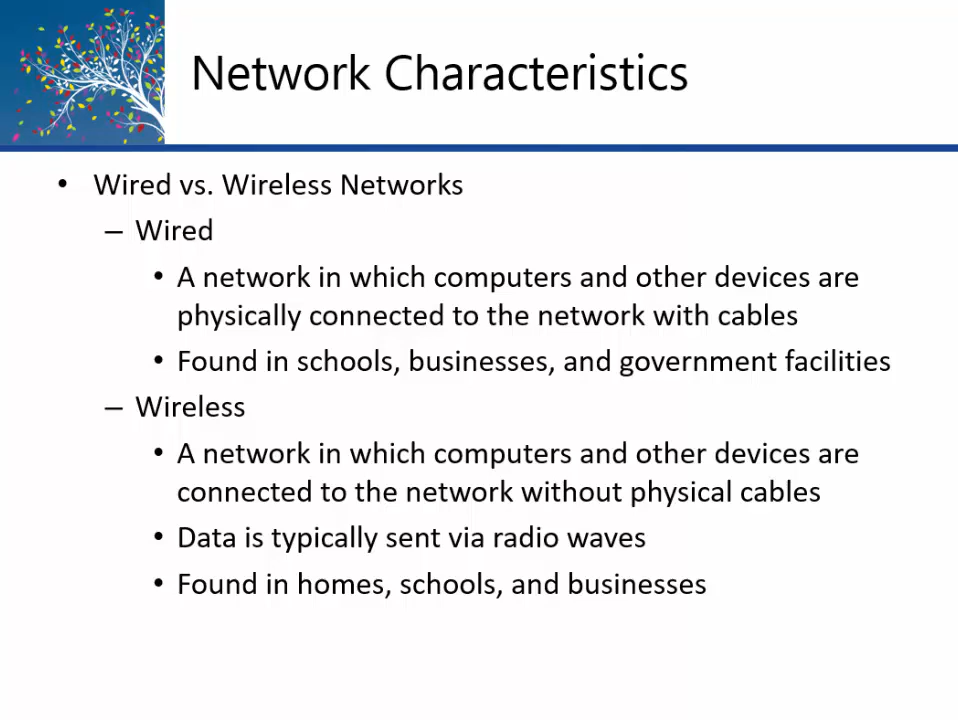 Network Characteristics
• Wired vs. Wireless Networks
– Wired
• A network in which computers and other devices are
physically connected to the network with cables
• Found in schools, businesses, and government facilities
– Wireless
• A network in which computers and other devices are
connected to the network without physical cables
• Data is typically sent via radio waves
• Found in homes, schools, and businesses